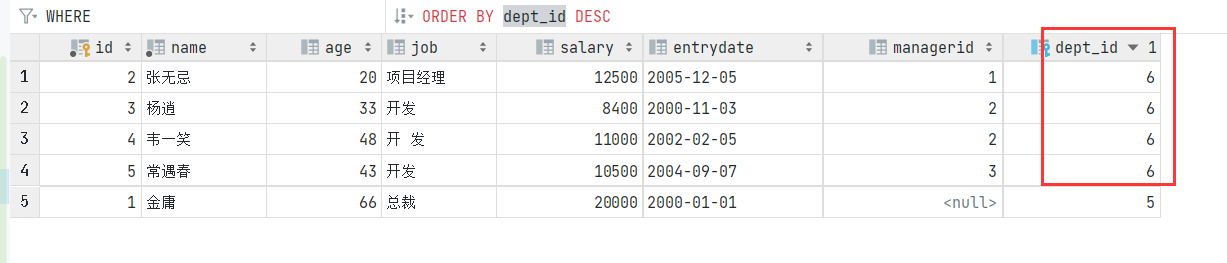 WHERE ORDER BY dept_id DESC
id name age job salary entrydate managerid dept_id 1
1 2 张无忌 20 项目经理 12500 2005-12-05 1 6
2 3 杨逍 33 开发 8400 2000-11-03 2 6
3 4 韦一笑 48 开 发 11000 2002-02-05 2 6
4 5 常遇春 43 开发 10500 2004-09-07 3 6
5 1 金庸 66 总裁 20000 2000-01-01 <null> 5